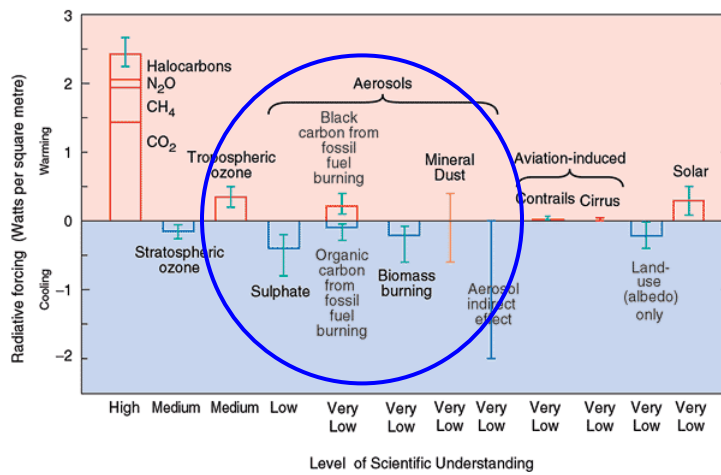 3
2
1
0
−1
−2
Radiative forcing (Watts per square metre)
Warming
Cooling
Halocarbons
N2O
CH4
CO2
Aerosols
Black
carbon from
fossil
fuel
burning
Tropospheric
ozone
Mineral
Dust
Aviation-induced
Contrails
Cirrus
Solar
Stratospheric
ozone
Sulphate
Organic
carbon
from
fossil
fuel
burning
Biomass
burning
Aerosol
indirect
effect
Land-
use
(albedo)
only
High
Medium
Medium
Low
Very
Low
Very
Low
Very
Low
Very
Low
Very
Low
Very
Low
Very
Low
Very
Low
Level of Scientific Understanding